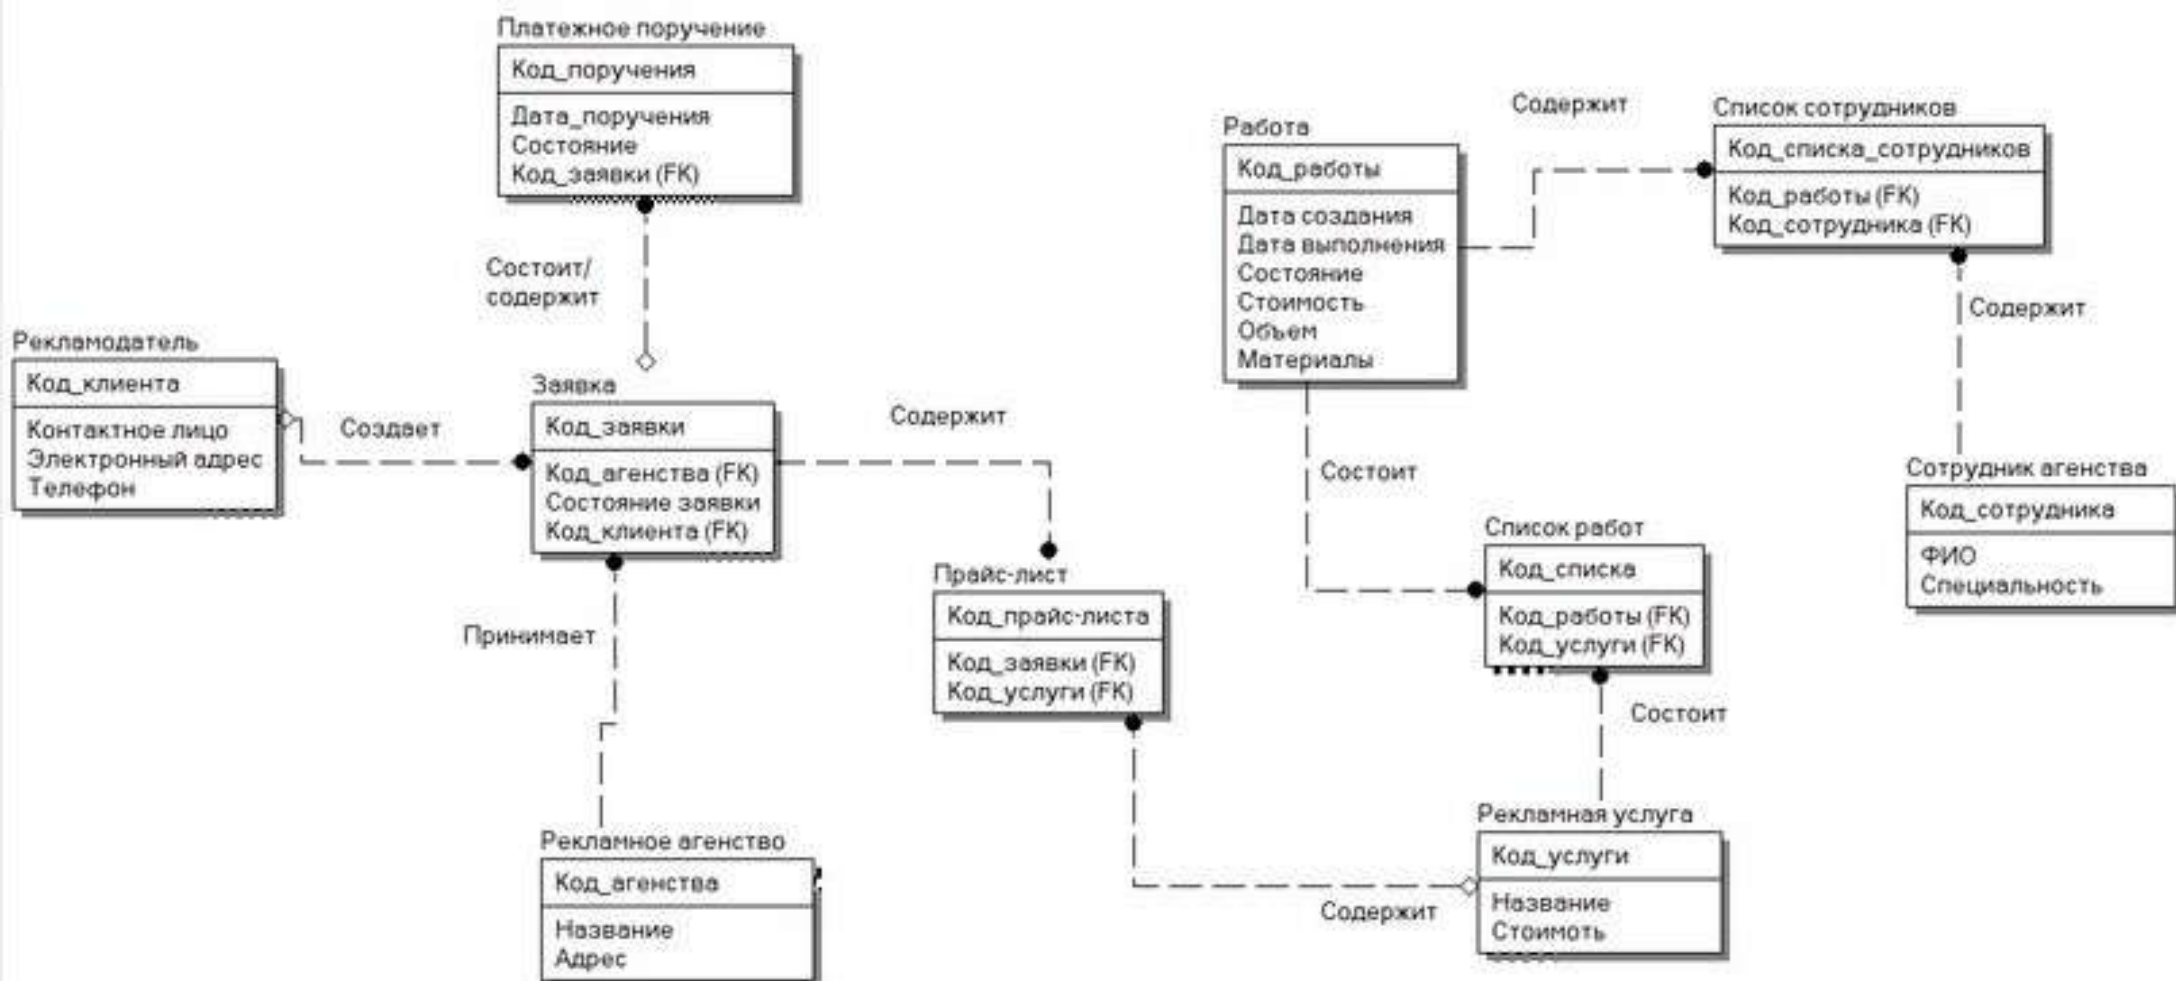 Платежное поручение
Код_поручения
Дата_поручения
Состояние
Код_заявки (FK)
Состоит/
содержит
Рекламодатель
Код_клиента
Контактное лицо
Электронный адрес
Телефон
Создает
Заявка
Код_заявки
Код_агенства (FK)
Состояние заявки
Код_клиента (FK)
Содержит
Принимает
Рекламное агенство
Код_агенства
Название
Адрес
Прайс-лист
Код_прайс-листа
Код_заявки (FK)
Код_услуги (FK)
Содержит
Работа
Код_работы
Дата создания
Дата выполнения
Состояние
Стоимость
Объем
Материалы
Содержит
Список сотрудников
Код_списка_сотрудников
Код_работы (FK)
Код_сотрудника (FK)
Содержит
Сотрудник агенства
Код_сотрудника
ФИО
Специальность
Состоит
Список работ
Код_списка
Код_работы (FK)
Код_услуги (FK)
Состоит
Рекламная услуга
Код_услуги
Название
Стоимоть